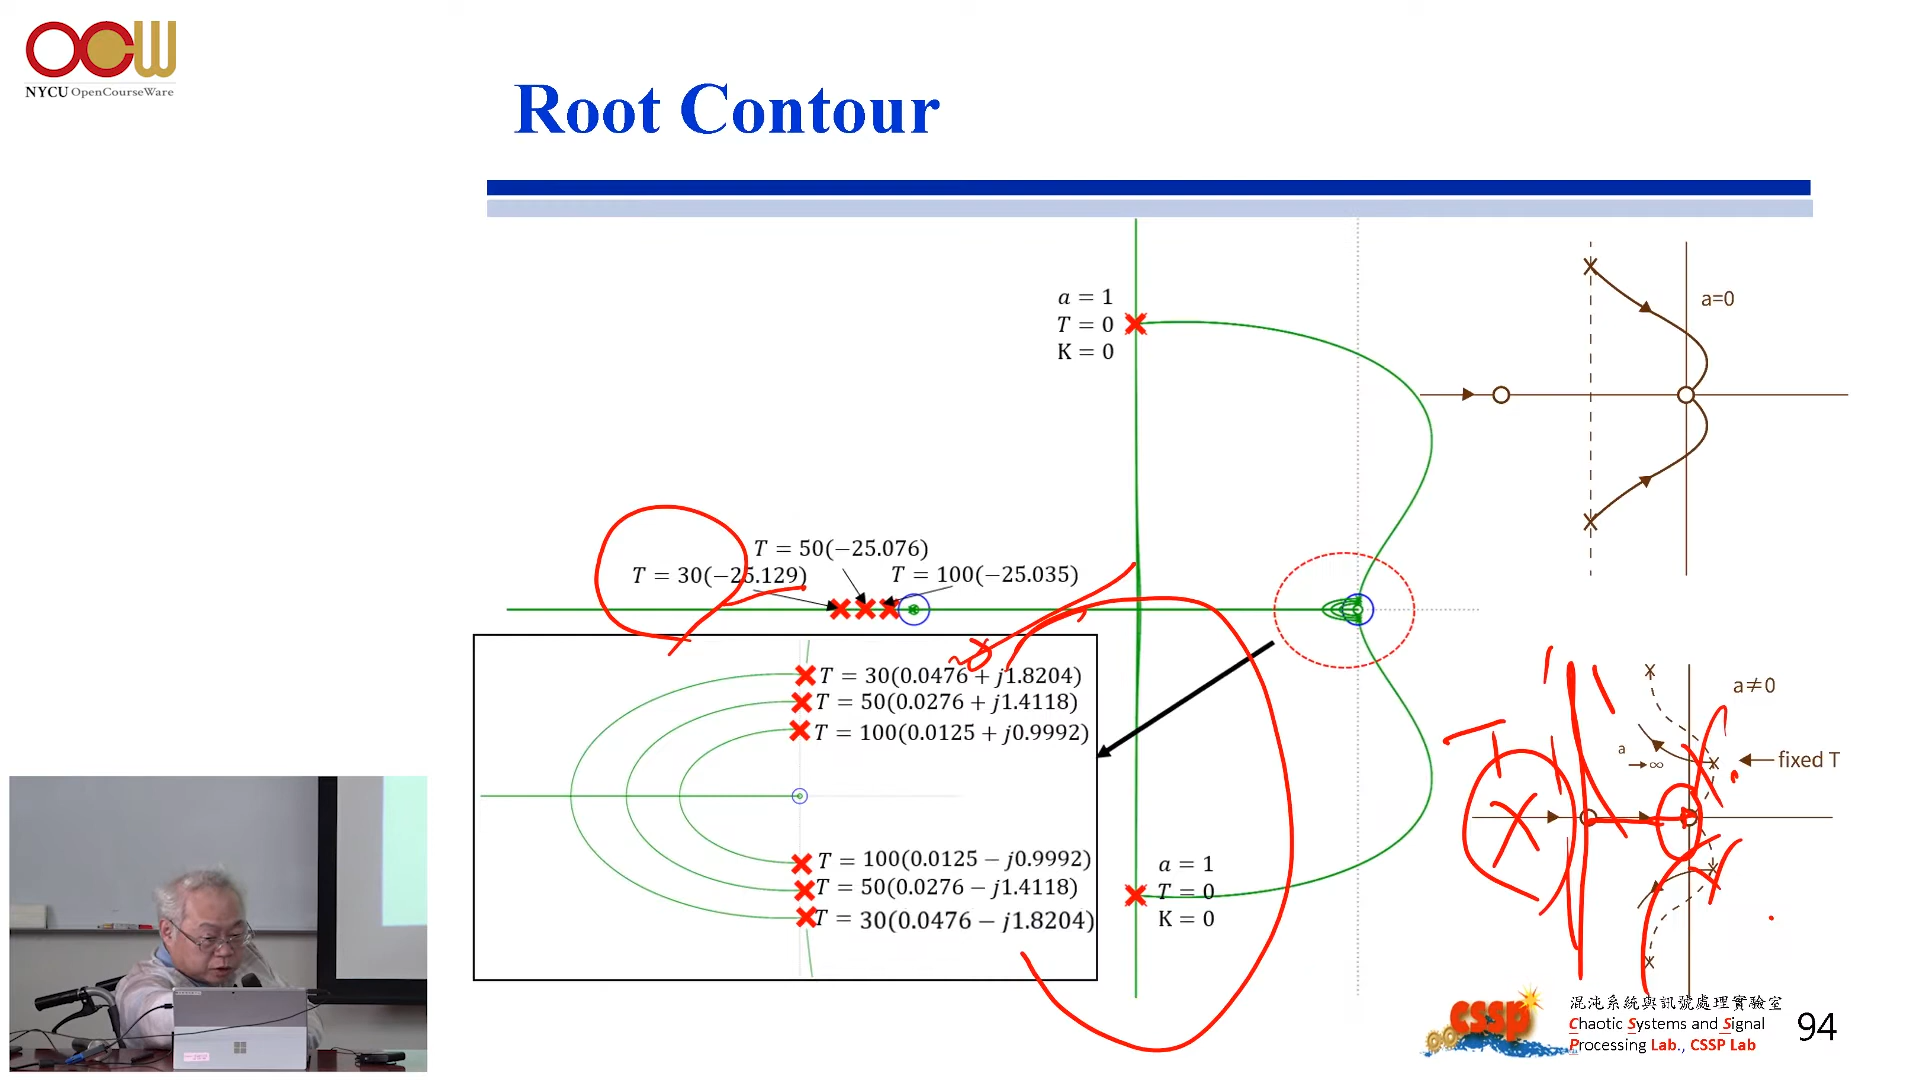 OCW
NYCU OpenCourseWare
Root Contour
a = 1
T = 0
K = 0
a=0
T = 50(−25.076)
T = 30(−25.129)
T = 100(−25.035)
T = 30(0.0476 + j1.8204)
T = 50(0.0276 + j1.4118)
T = 100(0.0125 + j0.9992)
T = 100(0.0125 − j0.9992)
T = 50(0.0276 − j1.4118)
T = 30(0.0476 − j1.8204)
a = 1
T = 0
K = 0
a≠0
a
→∞
fixed T
cssp
混沌系統與訊號處理實驗室
Chaotic Systems and Signal
Processing Lab., CSSP Lab
94